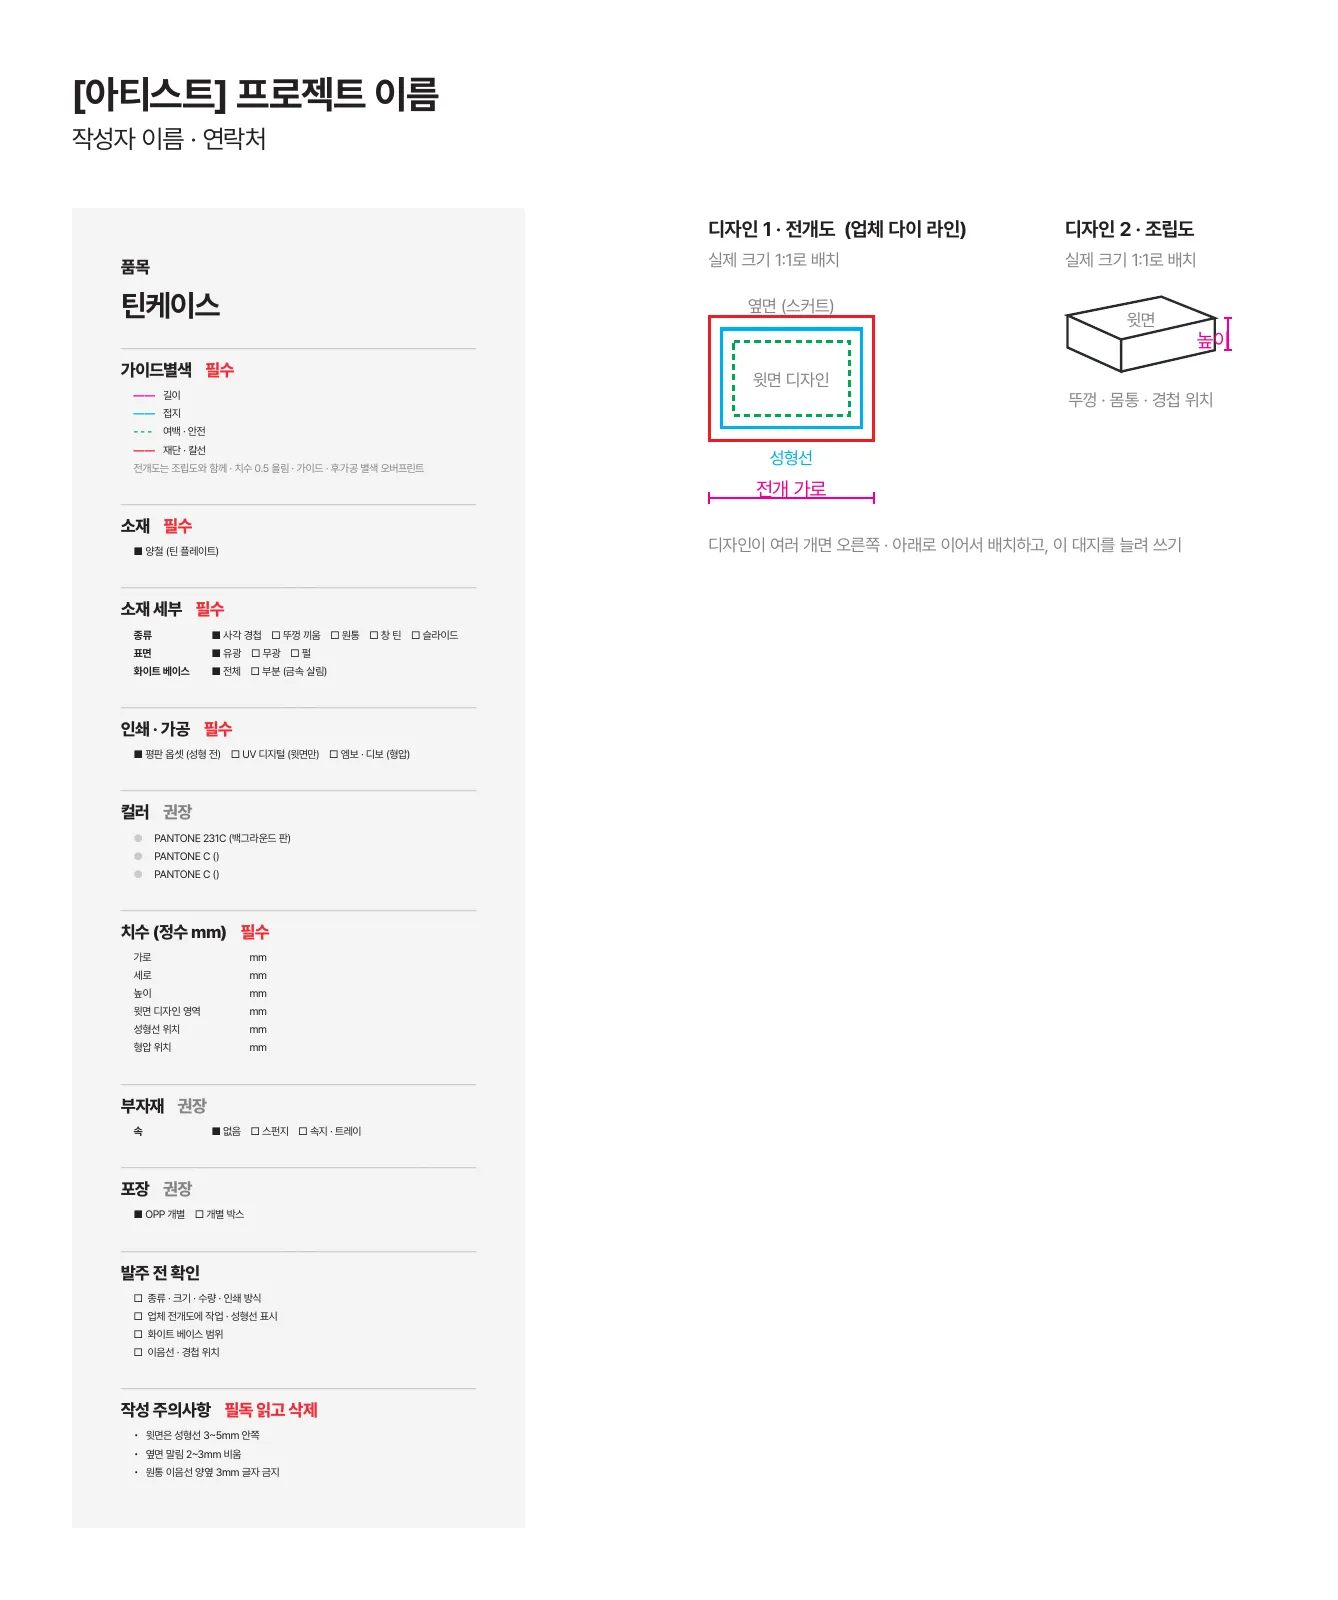 [아티스트] 프로젝트 이름
작성자 이름 · 연락처
품목
틴케이스
가이드별색 필수
길이
접지
여백 · 안전
재단 · 칼선
전개도는 조립도와 함께 · 치수 0.5 올림 · 가이드 · 후가공 별색 오버프린트
소재 필수
■ 양철 (틴 플레이트)
소재 세부 필수
종류 ■ 사각 경첩 □ 뚜껑 끼움 □ 원통 □ 창 틴 □ 슬라이드
표면 ■ 유광 □ 무광 □ 펄
화이트 베이스 ■ 전체 □ 부분 (금속 살림)
인쇄 · 가공 필수
■ 평판 옵셋 (성형 전) □ UV 디지털 (윗면만) □ 엠보 · 디보 (형압)
컬러 권장
PANTONE 231C (백그라운드 판)
PANTONE C ()
PANTONE C ()
치수 (정수 mm) 필수
가로 mm
세로 mm
높이 mm
윗면 디자인 영역 mm
성형선 위치 mm
형압 위치 mm
부자재 권장
속 ■ 없음 □ 스펀지 □ 속지 · 트레이
포장 권장
■ OPP 개별 □ 개별 박스
발주 전 확인
□ 종류 · 크기 · 수량 · 인쇄 방식
□ 업체 전개도에 작업 · 성형선 표시
□ 화이트 베이스 범위
□ 이음선 · 경첩 위치
작성 주의사항 필독 읽고 삭제
· 윗면은 성형선 3~5mm 안쪽
· 옆면 말림 2~3mm 비움
· 원통 이음선 양옆 3mm 글자 금지
디자인 1 · 전개도 (업체 다이 라인)
실제 크기 1:1로 배치
옆면 (스커트)
윗면 디자인
성형선
전개 가로
디자인 2 · 조립도
실제 크기 1:1로 배치
윗면
높이
뚜껑 · 몸통 · 경첩 위치
디자인이 여러 개면 오른쪽 · 아래로 이어서 배치하고, 이 대지를 늘려 쓰기